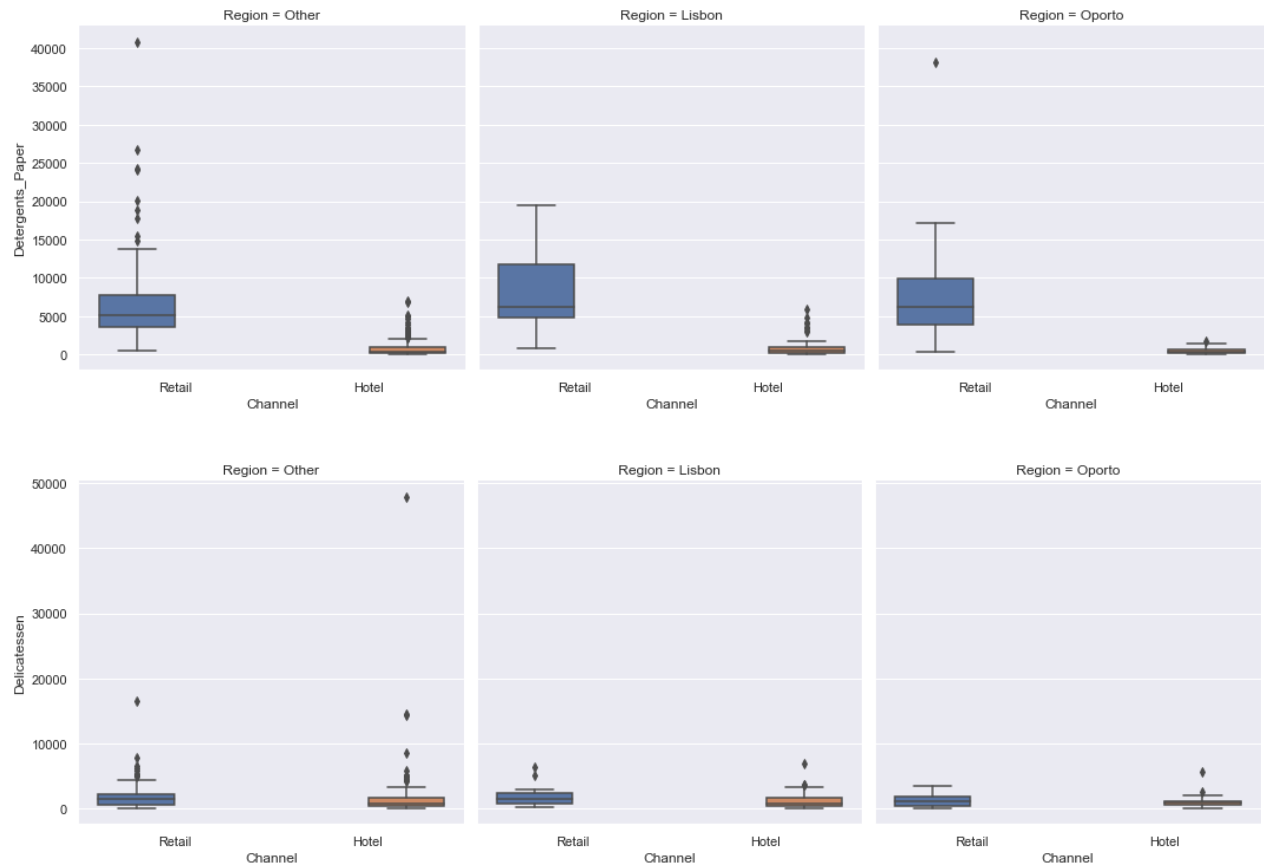 Region = Other Region = Lisbon Region = Oporto
40000
35000
30000
25000
20000
15000
10000
5000
0
Detergents_Paper
Retail Hotel Retail Hotel Retail Hotel
Channel Channel Channel
Region = Other Region = Lisbon Region = Oporto
50000
40000
30000
20000
10000
0
Delicatessen
Retail Hotel Retail Hotel Retail Hotel
Channel Channel Channel